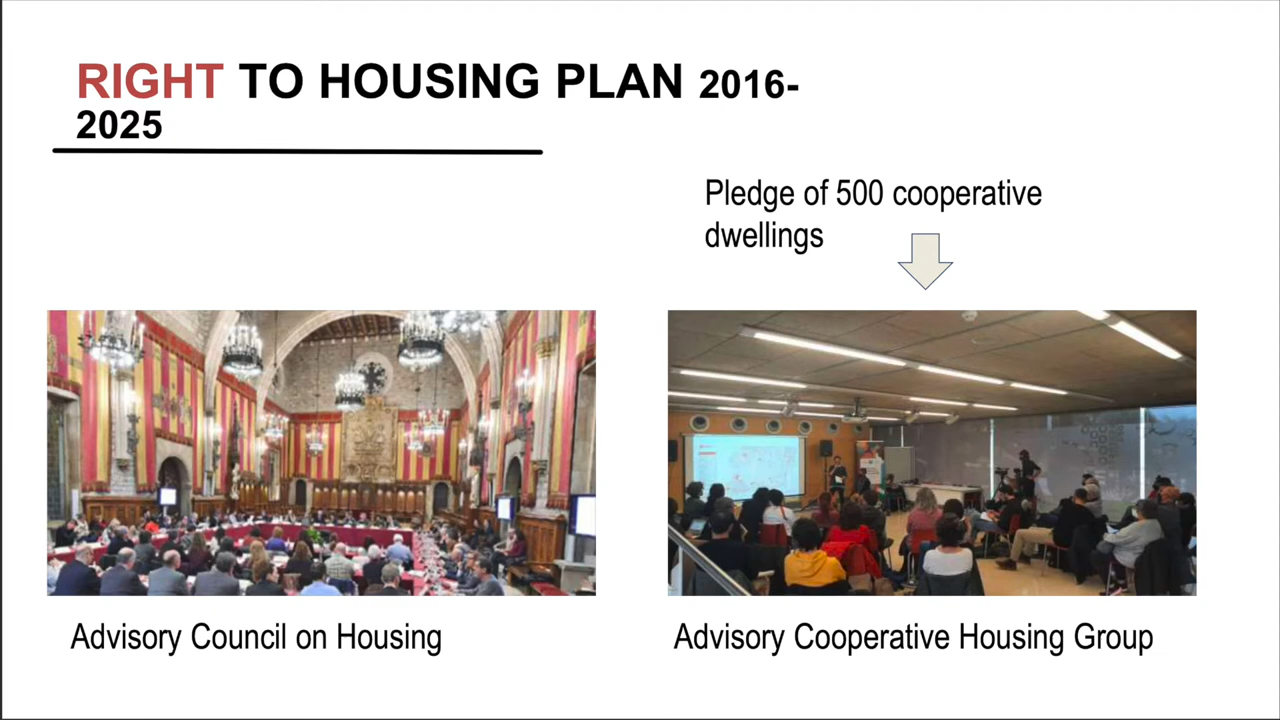 RIGHT TO HOUSING PLAN 2016-
2025
Pledge of 500 cooperative
dwellings
Advisory Council on Housing
Advisory Cooperative Housing Group